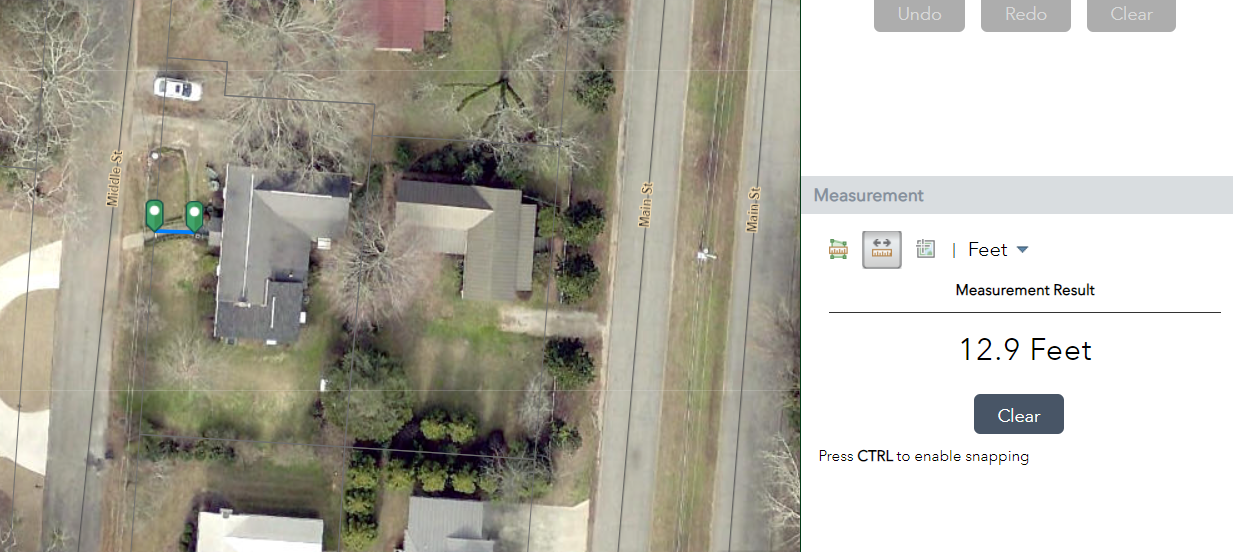 Undo
Redo
Clear
Middle St
Main St
Main St
Measurement
| Feet
Measurement Result
12.9 Feet
Clear
Press CTRL to enable snapping